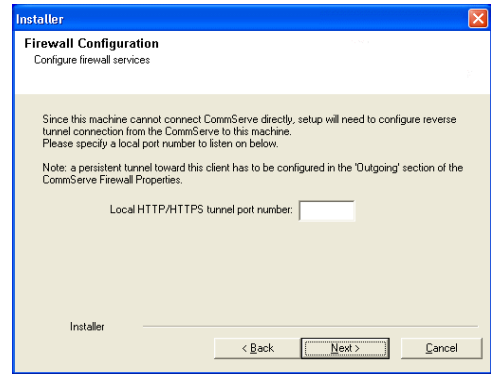 Installer
Firewall Configuration
Configure firewall services
Since this machine cannot connect CommServe directly, setup will need to configure reverse
tunnel connection from the CommServe to this machine.
Please specify a local port number to listen on below.
Note: a persistent tunnel toward this client has to be configured in the 'Outgoing' section of the
CommServe Firewall Properties.
Local HTTP/HTTPS tunnel port number:
Installer
< Back Next > Cancel